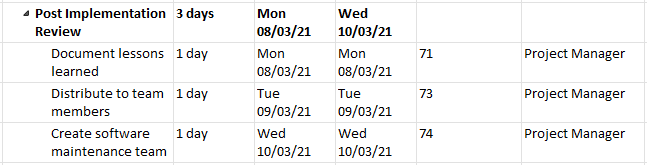 Post Implementation 3 days Mon Wed
Review 08/03/21 10/03/21
Document lessons 1 day Mon Mon 71 Project Manager
learned 08/03/21 08/03/21
Distribute to team 1 day Tue Tue 73 Project Manager
members 09/03/21 09/03/21
Create software 1 day Wed Wed 74 Project Manager
maintenance team 10/03/21 10/03/21